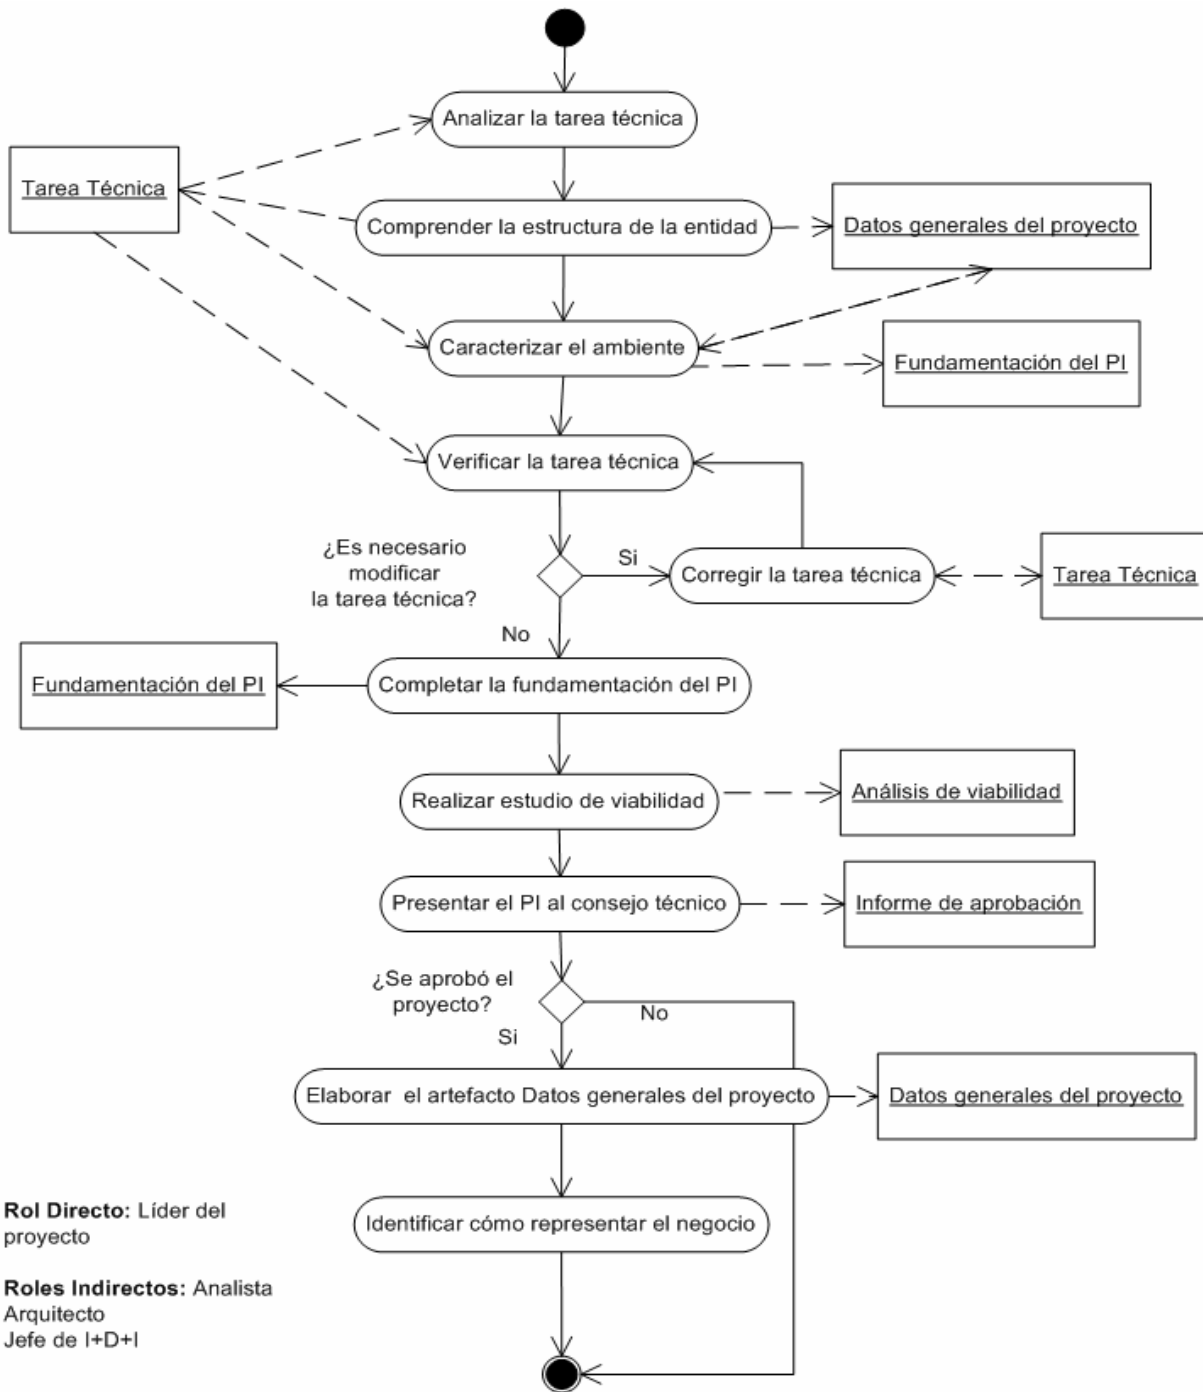 Analizar la tarea técnica
Tarea Técnica
Comprender la estructura de la entidad
Datos generales del proyecto
Caracterizar el ambiente
Fundamentación del PI
Verificar la tarea técnica
¿Es necesario
modificar
la tarea técnica?
Si
Corregir la tarea técnica
Tarea Técnica
No
Fundamentación del PI
Completar la fundamentación del PI
Realizar estudio de viabilidad
Análisis de viabilidad
Presentar el PI al consejo técnico
Informe de aprobación
¿Se aprobó el
proyecto?
No
Si
Elaborar  el artefacto Datos generales del proyecto
Datos generales del proyecto
Identificar cómo representar el negocio
Rol Directo: Líder del
proyecto
Roles Indirectos: Analista
Arquitecto
Jefe de I+D+I